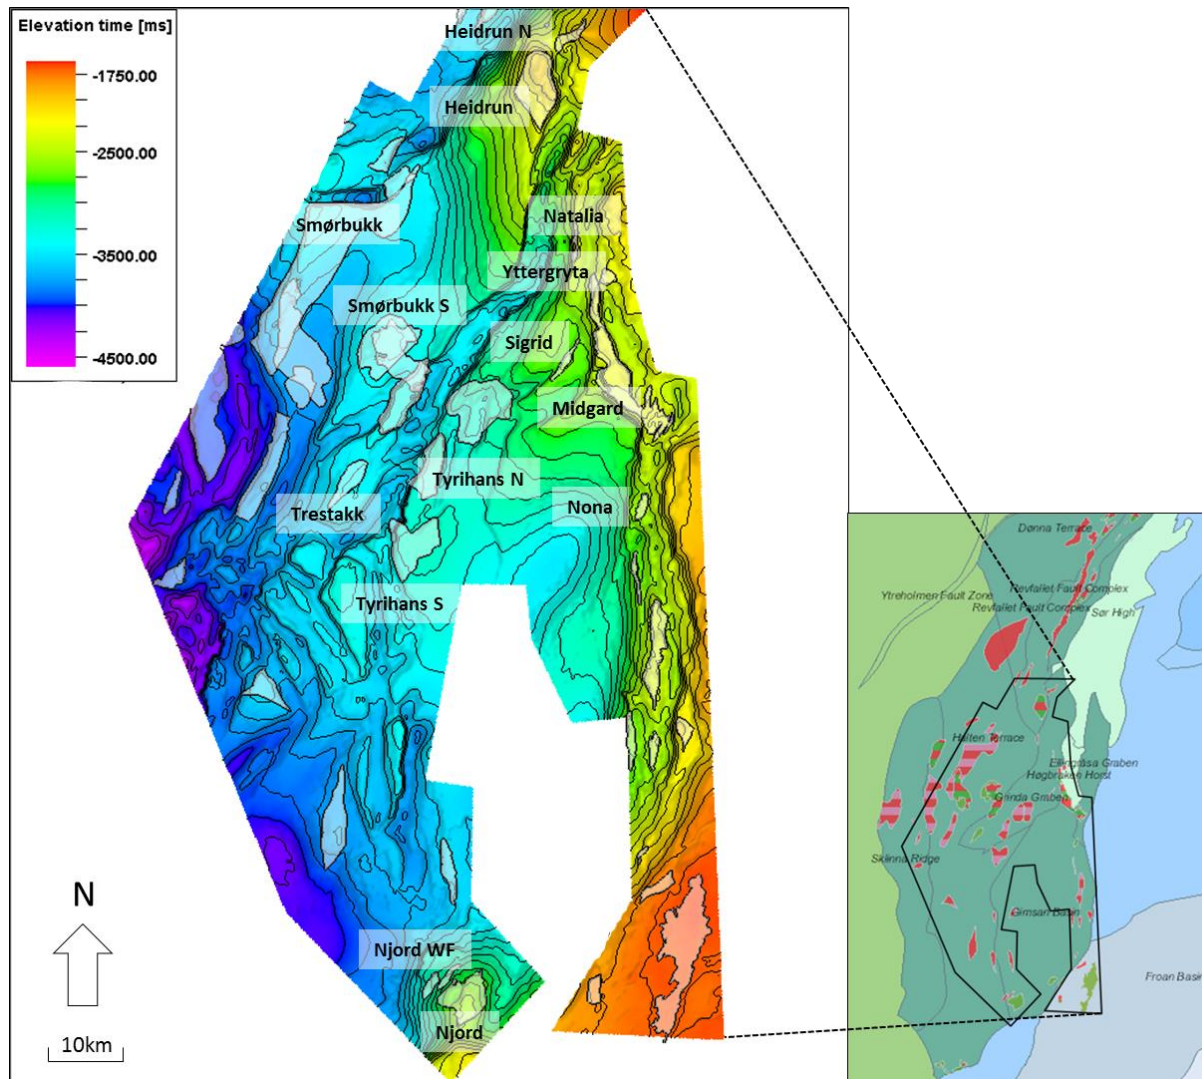 Elevation time [ms]
-1750.00
-2500.00
-3500.00
-4500.00
Heidrun N
Heidrun
Natalia
Smørbukk
Yttergryta
Smørbukk S
Sigrid
Midgard
Tyrihans N
Nona
Trestakk
Tyrihans S
Njord WF
Njord
N
10km
Dønna Terrace
Ytreholmen Fault Zone
Revfallet Fault Complex
Revfallet Fault Complex
Sør High
Halten Terrace
Ellingråsa Graben
Høgbraken Horst
Grinda Graben
Sklinna Ridge
Gimsan Basin
Froan Basin